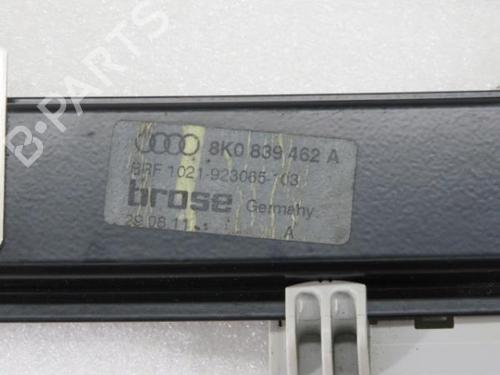 B-PARTS
8K0 839 462 A
BRF 1021-923065-103
brose Germany
29.08.11 A